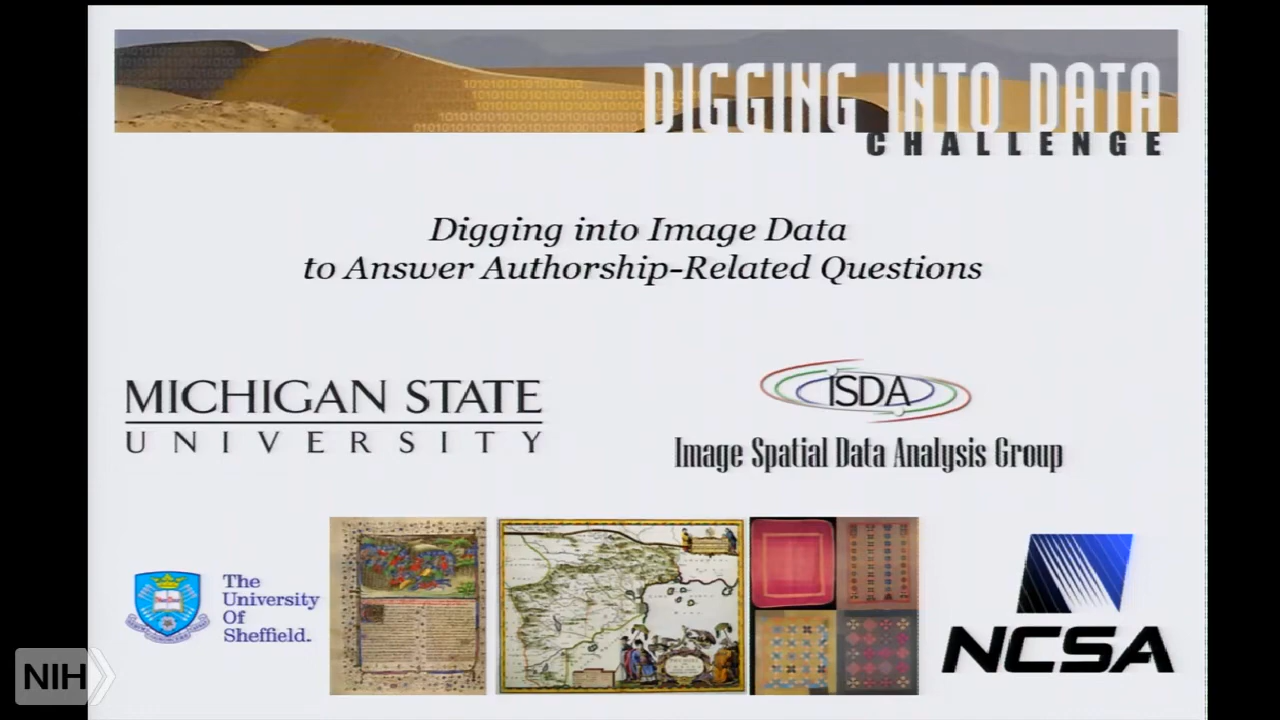 DIGGING INTO DATA
CHALLENGE
Digging into Image Data
to Answer Authorship-Related Questions
MICHIGAN STATE
UNIVERSITY
ISDA
Image Spatial Data Analysis Group
The
University
Of
Sheffield.
NCSA
NIH